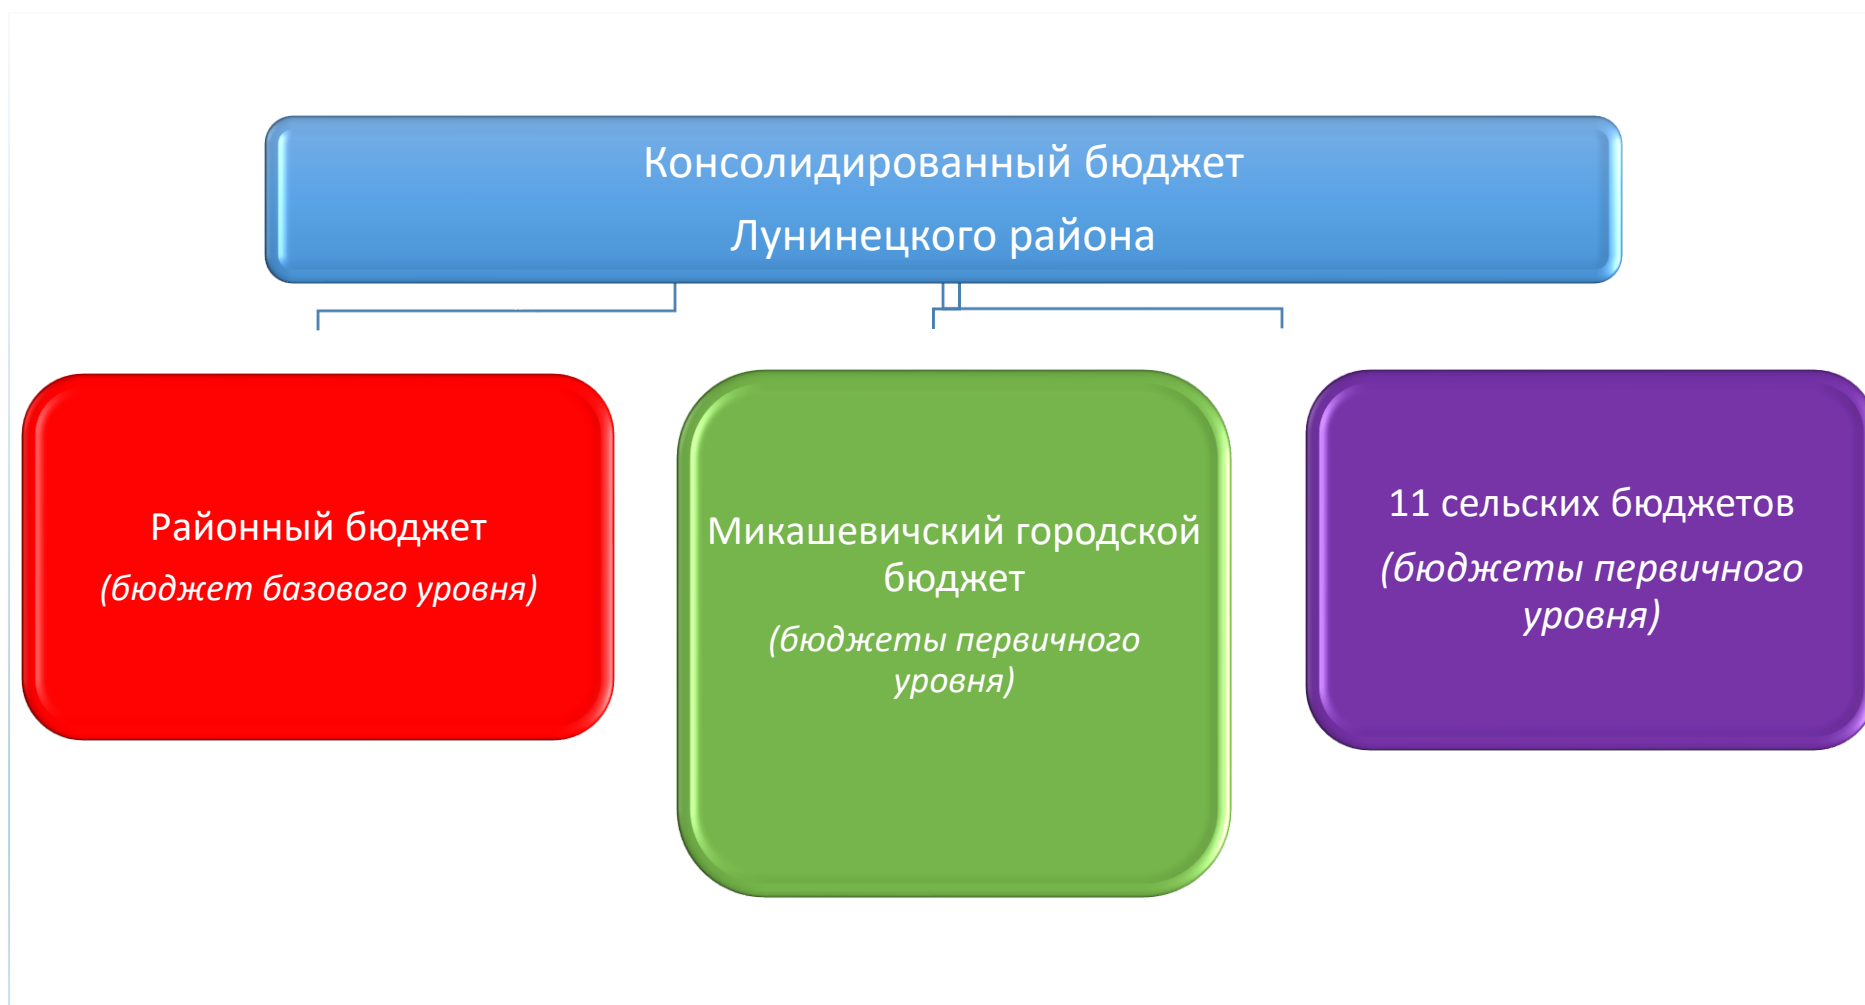 Консолидированный бюджет
Лунинецкого района
Районный бюджет
(бюджет базового уровня)
Микашевичский городской
бюджет
(бюджеты первичного
уровня)
11 сельских бюджетов
(бюджеты первичного
уровня)